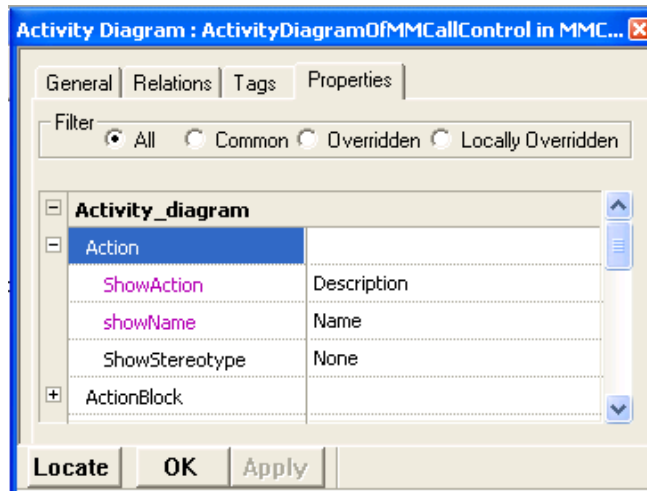 Activity Diagram : ActivityDiagramOfMMCallControl in MMC...
General Relations Tags Properties
Filter
All Common Overridden Locally Overridden
Activity_diagram
Action
ShowAction Description
showName Name
ShowStereotype None
ActionBlock
Locate OK Apply